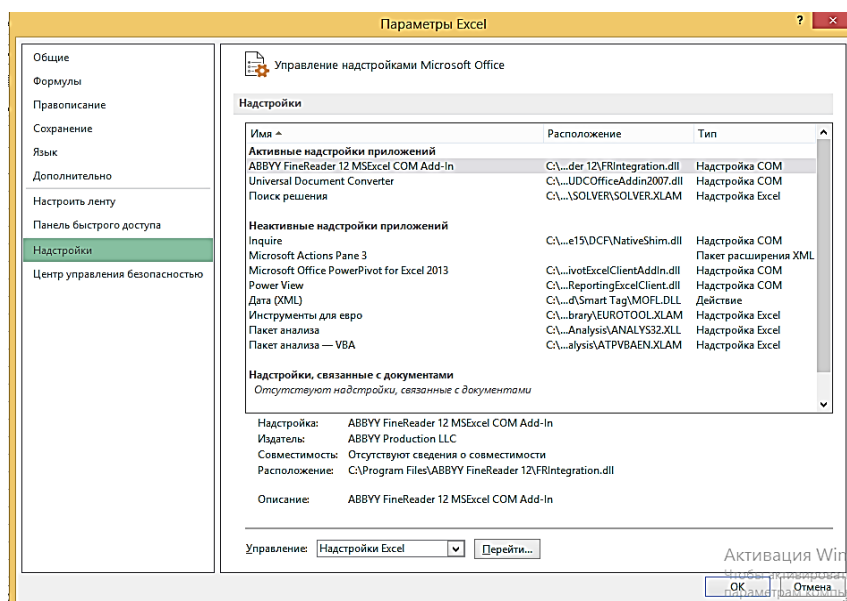 Параметры Excel
?
×
Общие
Формулы
Правописание
Сохранение
Язык
Дополнительно
Настроить ленту
Панель быстрого доступа
Надстройки
Центр управления безопасностью
Управление надстройками Microsoft Office
Надстройки
Имя Расположение Тип
Активные надстройки приложений
ABBYY FineReader 12 MSExcel COM Add-In C:\...der 12\FRIntegration.dll Надстройка COM
Universal Document Converter C:\...UDCOfficeAddin2007.dll Надстройка COM
Поиск решения C:\...\SOLVER\SOLVER.XLAM Надстройка Excel
Неактивные надстройки приложений
Inquire C:\...e15\DCF\NativeShim.dll Надстройка COM
Microsoft Actions Pane 3 Пакет расширения XML
Microsoft Office PowerPivot for Excel 2013 C:\...ivotExcelClientAddIn.dll Надстройка COM
Power View C:\...ReportingExcelClient.dll Надстройка COM
Дата (XML) C:\...d\Smart Tag\MOFL.DLL Действие
Инструменты для евро C:\...brary\EUROTOOL.XLAM Надстройка Excel
Пакет анализа C:\...Analysis\ANALYS32.XLL Надстройка Excel
Пакет анализа — VBA C:\...alysis\ATPVBAEN.XLAM Надстройка Excel
Надстройки, связанные с документами
Отсутствуют надстройки, связанные с документами
Надстройка: ABBYY FineReader 12 MSExcel COM Add-In
Издатель: ABBYY Production LLC
Совместимость: Отсутствуют сведения о совместимости
Расположение: C:\Program Files\ABBYY FineReader 12\FRIntegration.dll
Описание: ABBYY FineReader 12 MSExcel COM Add-In
Управление: Надстройки Excel Перейти...
Активация Win
Чтобы активироват
параметрам компь
ОК Отмена